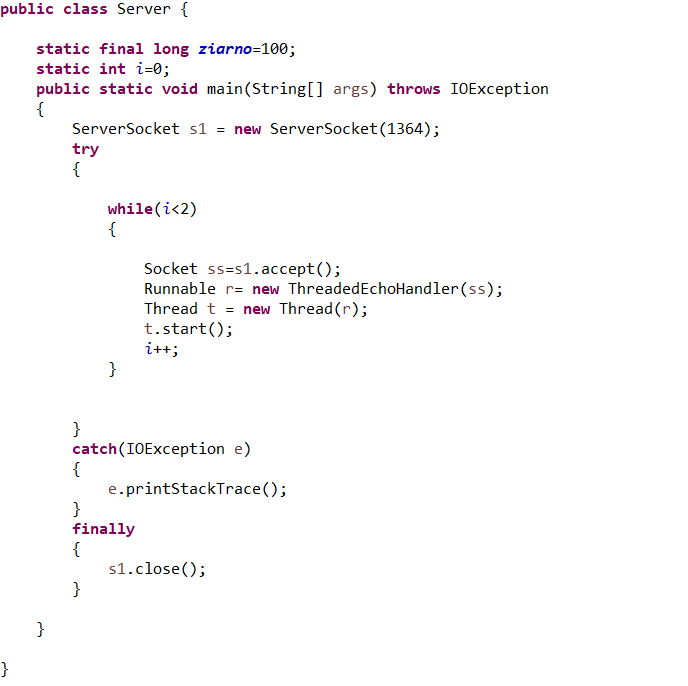 public class Server {
static final long ziarno=100;
static int i=0;
public static void main(String[] args) throws IOException
{
ServerSocket s1 = new ServerSocket(1364);
try
{
while(i<2)
{
Socket ss=s1.accept();
Runnable r= new ThreadedEchoHandler(ss);
Thread t = new Thread(r);
t.start();
i++;
}
}
catch(IOException e)
{
e.printStackTrace();
}
finally
{
s1.close();
}
}
}